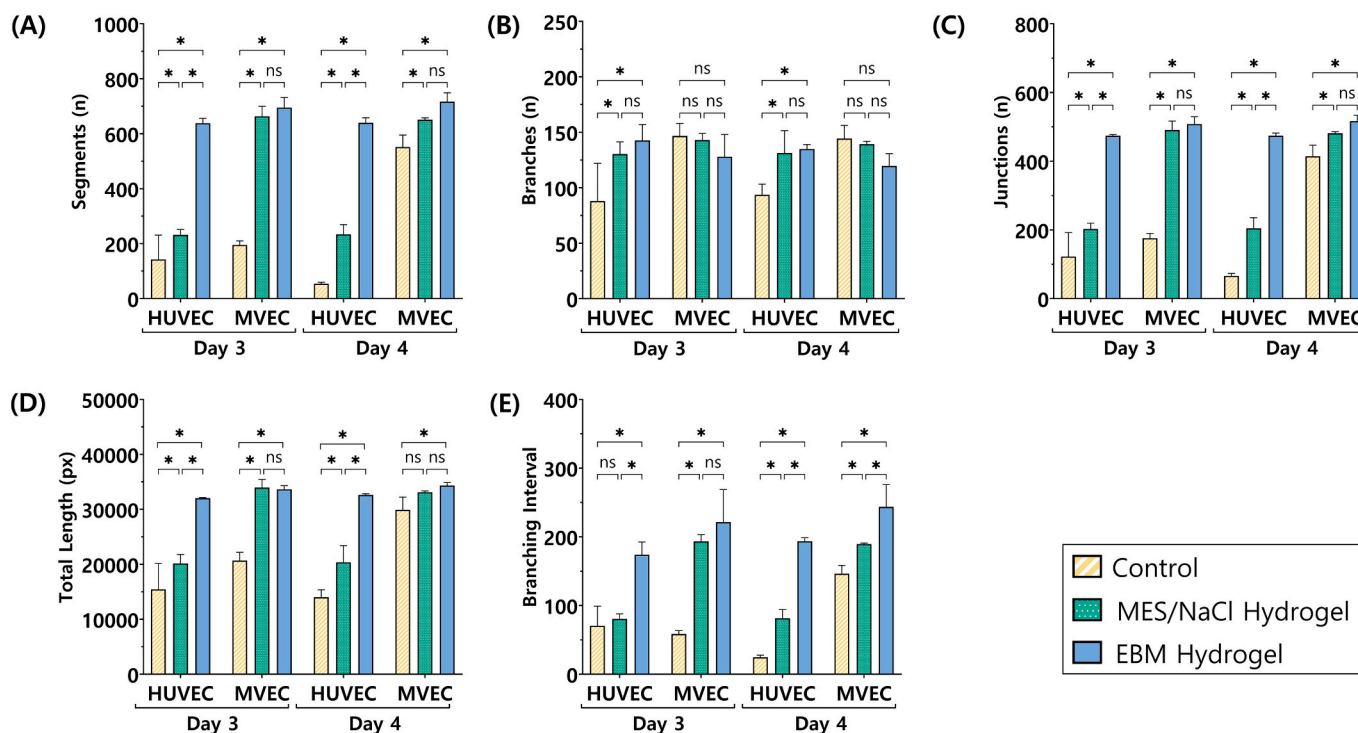 (A)
Segments (n)
1000
800
600
400
200
0
* * * *
* * * ns * * * ns
HUVEC MVEC HUVEC MVEC
Day 3 Day 4
(B)
Branches (n)
250
200
150
100
50
0
* ns * ns
* ns ns ns * ns ns ns
HUVEC MVEC HUVEC MVEC
Day 3 Day 4
(C)
Junctions (n)
800
600
400
200
0
* * * *
* * * ns * * * ns
HUVEC MVEC HUVEC MVEC
Day 3 Day 4
(D)
Total Length (px)
50000
40000
30000
20000
10000
0
* * * *
* * * ns * * ns ns
HUVEC MVEC HUVEC MVEC
Day 3 Day 4
(E)
Branching Interval
400
300
200
100
0
* * * *
ns * * ns * * * *
HUVEC MVEC HUVEC MVEC
Day 3 Day 4
Control
MES/NaCl Hydrogel
EBM Hydrogel